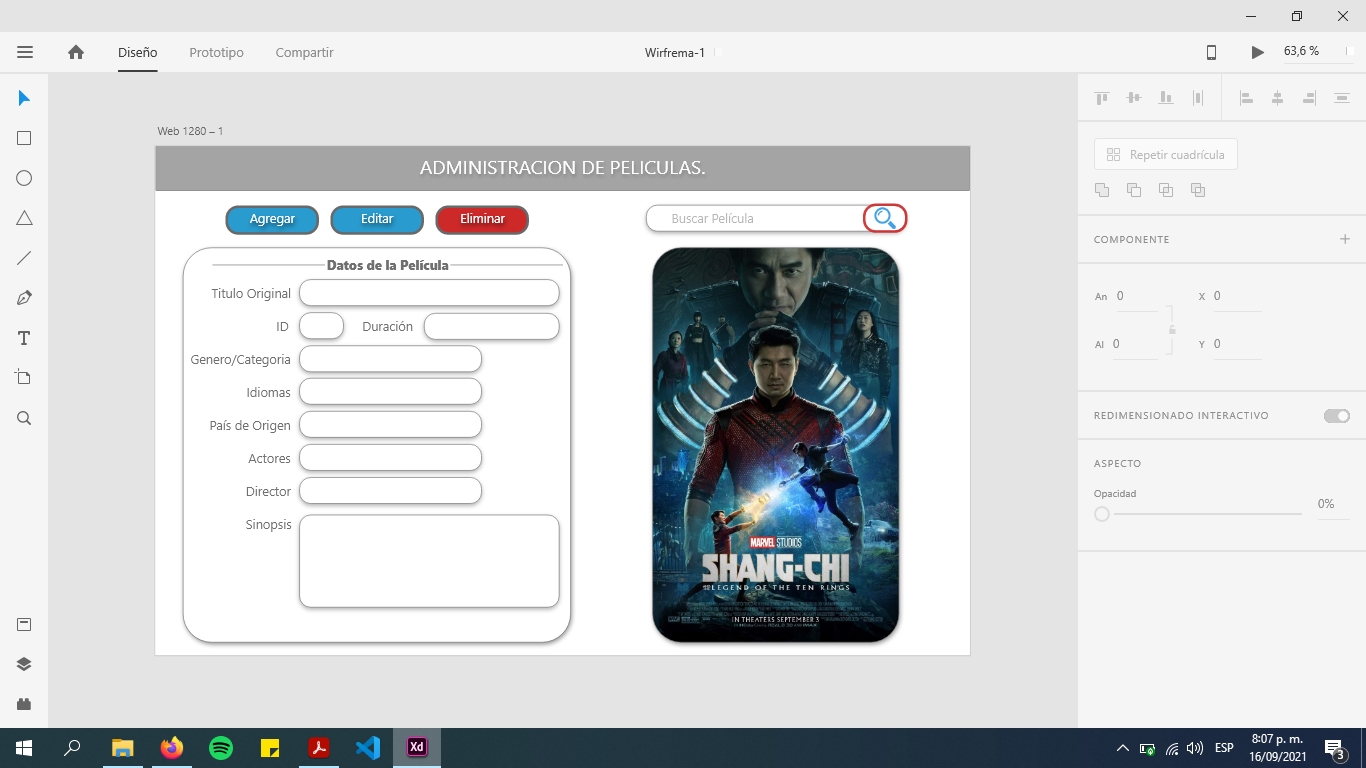 Diseño Prototipo Compartir Wirfrema-1 63,6 %
Web 1280 – 1
ADMINISTRACION DE PELICULAS.
Agregar Editar Eliminar Buscar Película
Datos de la Película
Titulo Original
ID Duración
Genero/Categoria
Idiomas
País de Origen
Actores
Director
Sinopsis
MARVEL STUDIOS
SHANG-CHI
AND THE LEGEND OF THE TEN RINGS
IN THEATERS SEPTEMBER 3
Repetir cuadrícula
COMPONENTE
An 0 X 0
Al 0 Y 0
REDIMENSIONADO INTERACTIVO
ASPECTO
Opacidad
0%
Xd
ESP
8:07 p. m.
16/09/2021
3